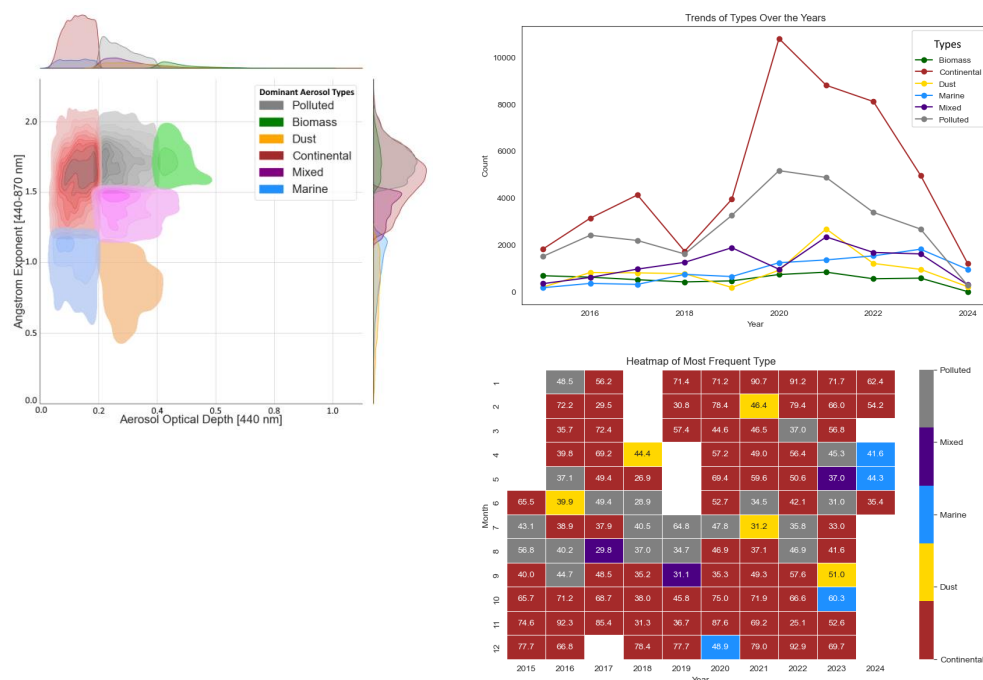 Dominant Aerosol Types
Polluted
Biomass
Dust
Continental
Mixed
Marine
2.0
1.5
1.0
0.5
0.0
Angstrom Exponent [440-870 nm]
0.0 0.2 0.4 0.6 0.8 1.0
Aerosol Optical Depth [440 nm]
Trends of Types Over the Years
Types
Biomass
Continental
Dust
Marine
Mixed
Polluted
10000
8000
6000
4000
2000
0
Count
2016 2018 2020 2022 2024
Year
Heatmap of Most Frequent Type
1 48.5 56.2 71.4 71.2 90.7 91.2 71.7 62.4
2 72.2 29.5 30.8 78.4 46.4 79.4 66.0 54.2
3 35.7 72.4 57.4 44.6 46.5 37.0 56.8
4 39.8 69.2 44.4 57.2 49.0 56.4 45.3 41.6
5 37.1 49.4 26.9 69.4 59.6 50.6 37.0 44.3
6 65.5 39.9 49.4 28.9 52.7 34.5 42.1 31.0 35.4
7 43.1 38.9 37.9 40.5 64.8 47.8 31.2 35.8 33.0
8 56.8 40.2 29.8 37.0 34.7 46.9 37.1 46.9 41.6
9 40.0 44.7 48.5 35.2 31.1 35.3 49.3 57.6 51.0
10 65.7 71.2 68.7 38.0 45.8 75.0 71.9 66.6 60.3
11 74.6 92.3 85.4 31.3 36.7 87.6 69.2 25.1 52.6
12 77.7 66.8 78.4 77.7 48.9 79.0 92.9 69.7
Month
2015 2016 2017 2018 2019 2020 2021 2022 2023 2024
Year
Polluted
Mixed
Marine
Dust
Continental